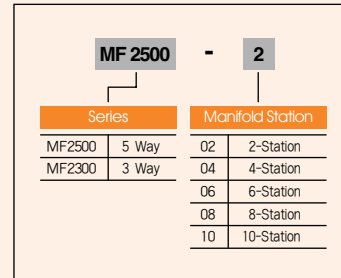 MF 2500 - 2
Series
MF2500 5 Way
MF2300 3 Way
Manifold Station
02 2-Station
04 4-Station
06 6-Station
08 8-Station
10 10-Station